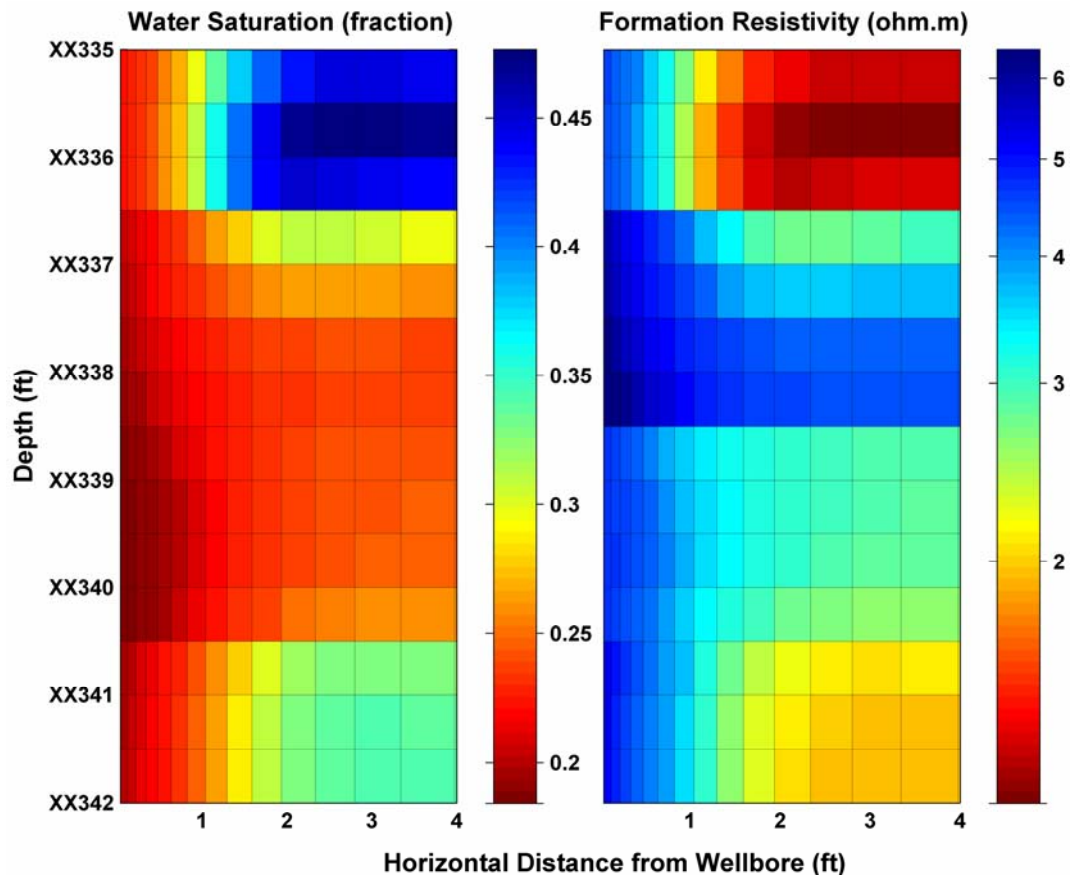 Water Saturation (fraction)
Formation Resistivity (ohm.m)
XX335
XX336
XX337
XX338
XX339
XX340
XX341
XX342
Depth (ft)
1 2 3 4
0.45
0.4
0.35
0.3
0.25
0.2
1 2 3 4
6
5
4
3
2
Horizontal Distance from Wellbore (ft)